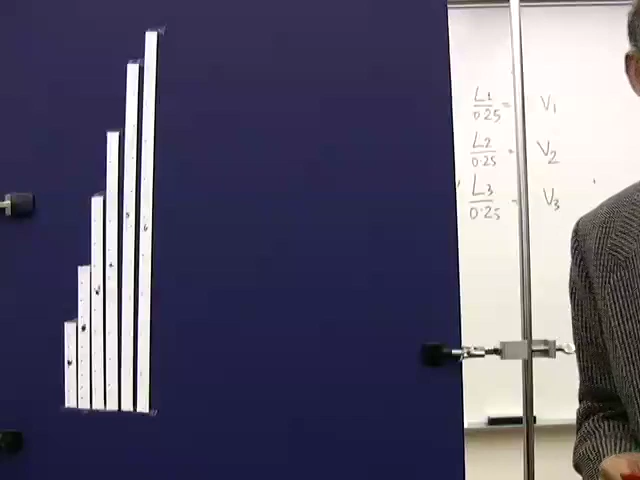 L1/0.25 = V1
L2/0.25 = V2
L3/0.25 = V3